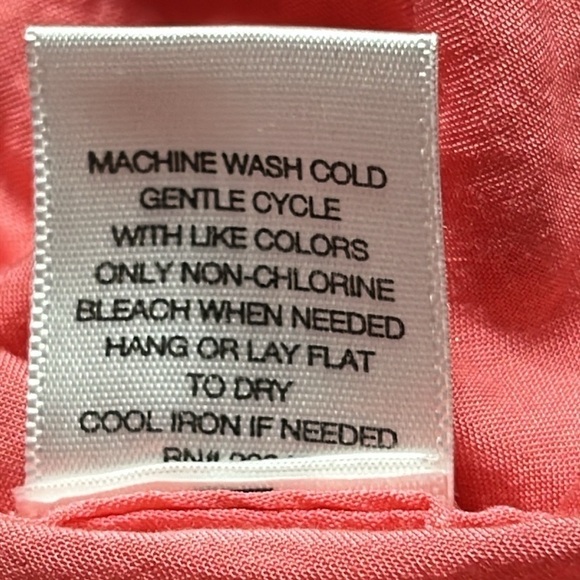 MACHINE WASH COLD
GENTLE CYCLE
WITH LIKE COLORS
ONLY NON-CHLORINE
BLEACH WHEN NEEDED
HANG OR LAY FLAT
TO DRY
COOL IRON IF NEEDED
RN#